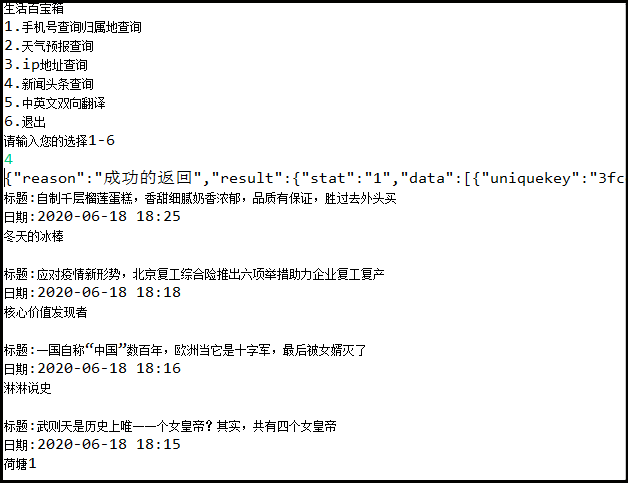 生活百宝箱
1.手机号查询归属地查询
2.天气预报查询
3.ip地址查询
4.新闻头条查询
5.中英文双向翻译
6.退出
请输入您的选择1-6
4
{"reason":"成功的返回","result":{"stat":"1","data":[{"uniquekey":"3fc
标题:自制千层榴莲蛋糕，香甜细腻奶香浓郁，品质有保证，胜过去外头买
日期:2020-06-18 18:25
冬天的冰棒
标题:应对疫情新形势，北京复工综合险推出六项举措助力企业复工复产
日期:2020-06-18 18:18
核心价值发现者
标题:一国自称“中国”数百年，欧洲当它是十字军，最后被女婿灭了
日期:2020-06-18 18:16
淋淋说史
标题:武则天是历史上唯一一个女皇帝？其实，共有四个女皇帝
日期:2020-06-18 18:15
荷塘1